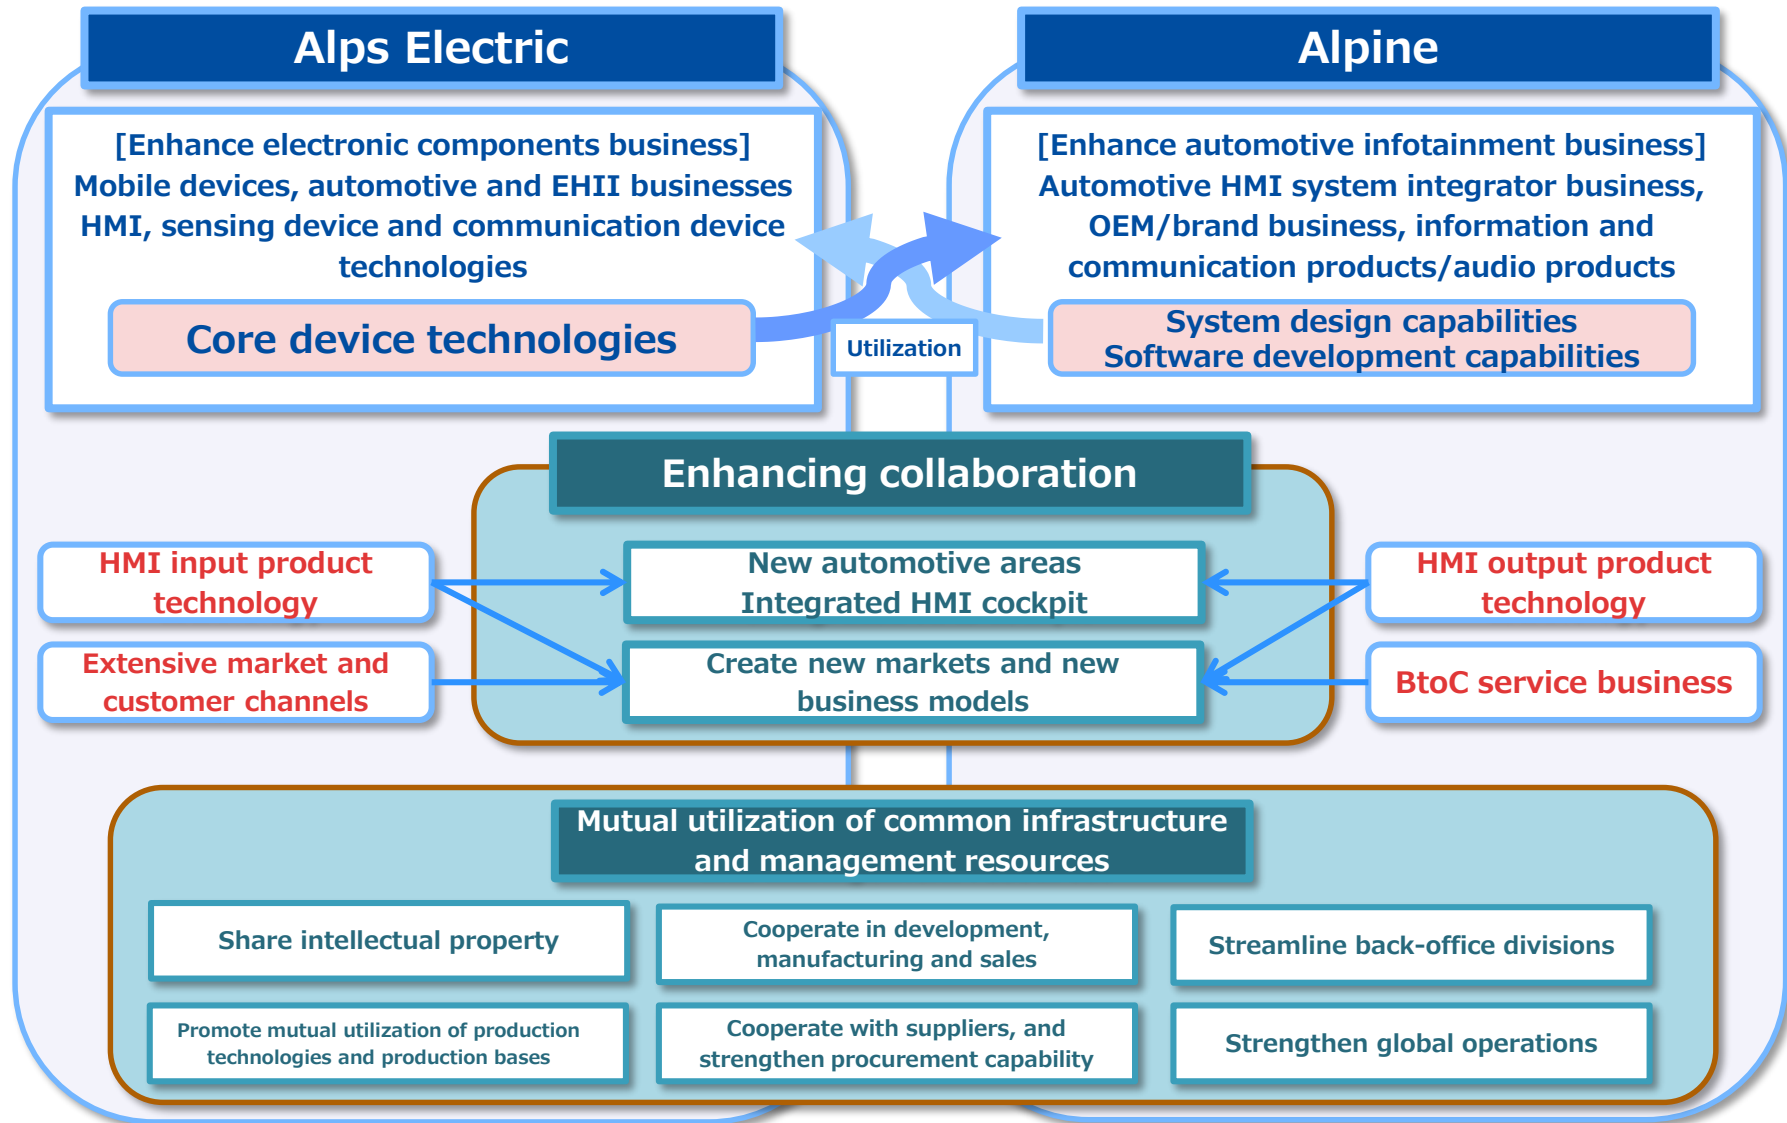 Alps Electric
Alpine
[Enhance electronic components business]
Mobile devices, automotive and EHII businesses
HMI, sensing device and communication device
technologies
Core device technologies
[Enhance automotive infotainment business]
Automotive HMI system integrator business,
OEM/brand business, information and
communication products/audio products
System design capabilities
Software development capabilities
Utilization
Enhancing collaboration
HMI input product
technology
Extensive market and
customer channels
New automotive areas
Integrated HMI cockpit
Create new markets and new
business models
HMI output product
technology
BtoC service business
Mutual utilization of common infrastructure
and management resources
Share intellectual property
Cooperate in development,
manufacturing and sales
Streamline back-office divisions
Promote mutual utilization of production
technologies and production bases
Cooperate with suppliers, and
strengthen procurement capability
Strengthen global operations